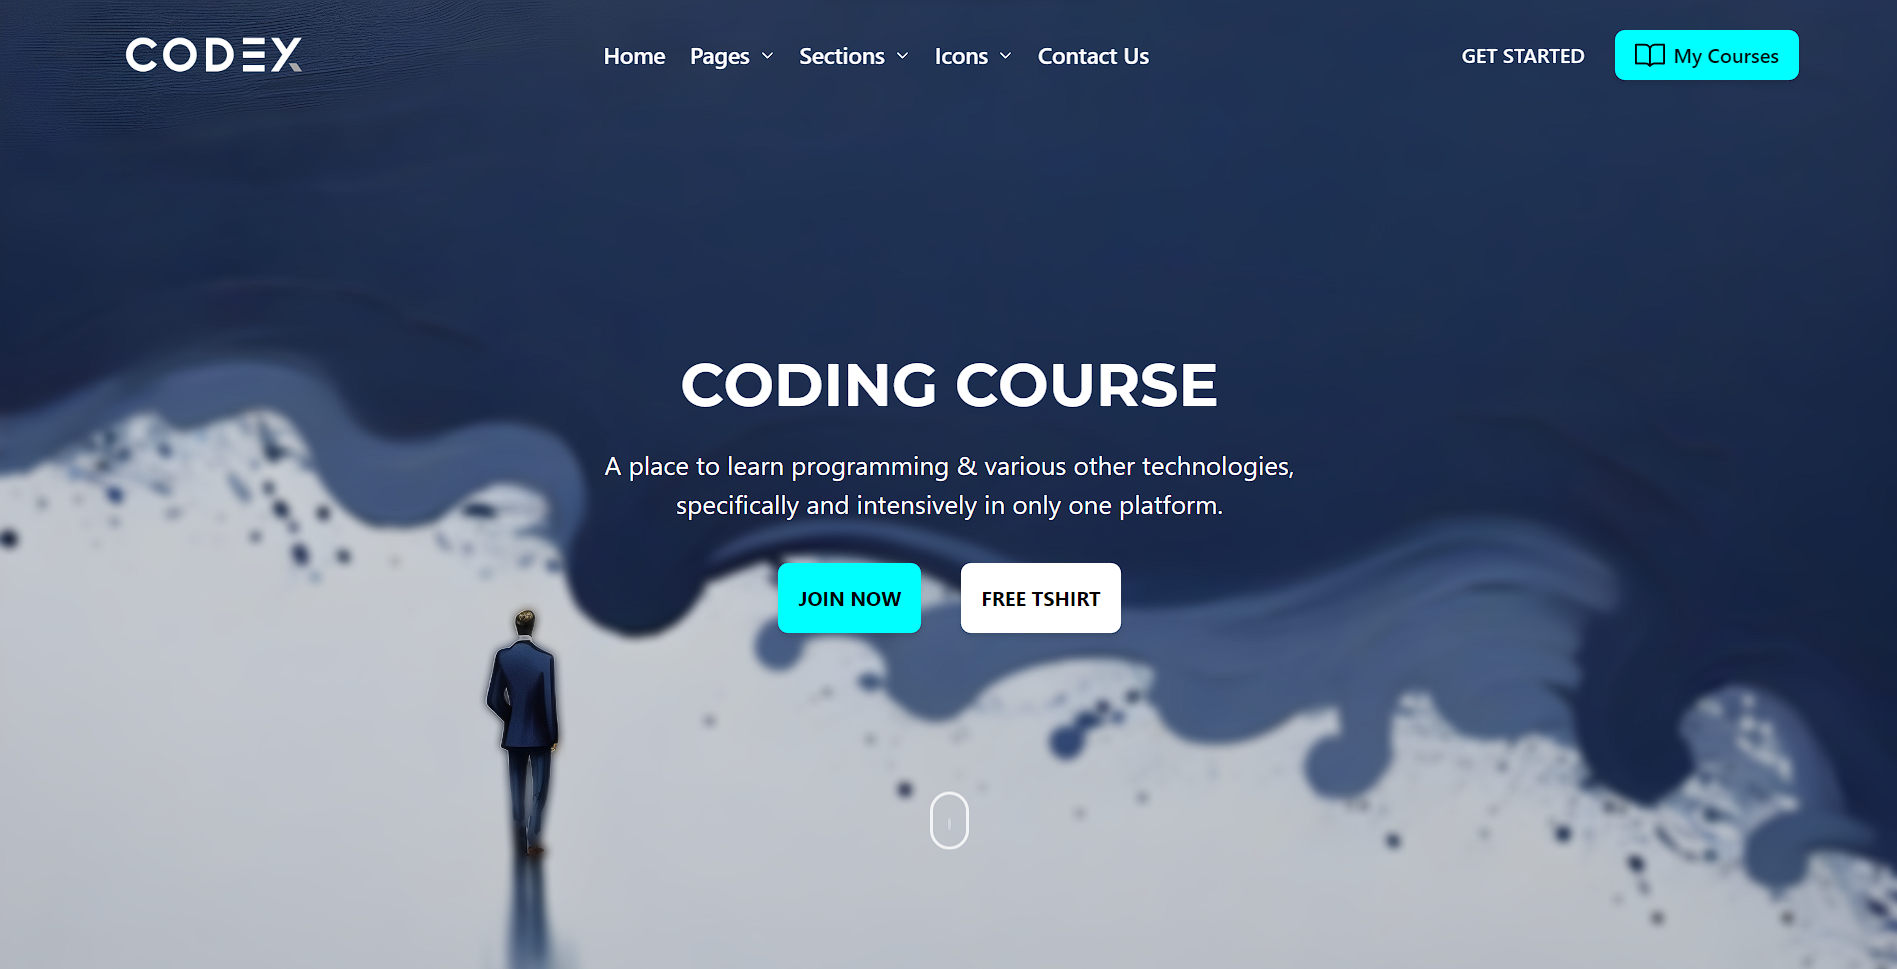 CODEX
Home Pages Sections Icons Contact Us
GET STARTED
My Courses
CODING COURSE
A place to learn programming & various other technologies,
specifically and intensively in only one platform.
JOIN NOW
FREE TSHIRT